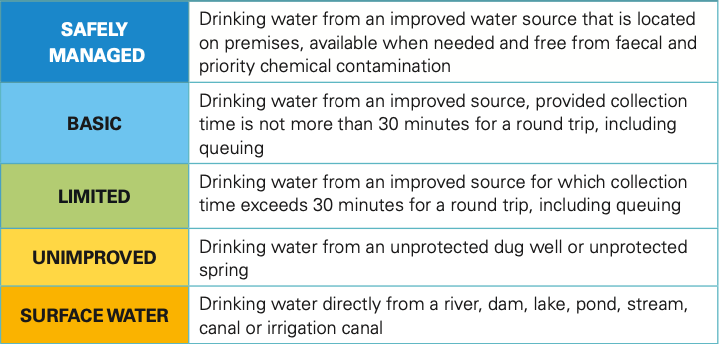 SAFELY
MANAGED
Drinking water from an improved water source that is located
on premises, available when needed and free from faecal and
priority chemical contamination
BASIC
Drinking water from an improved source, provided collection
time is not more than 30 minutes for a round trip, including
queuing
LIMITED
Drinking water from an improved source for which collection
time exceeds 30 minutes for a round trip, including queuing
UNIMPROVED
Drinking water from an unprotected dug well or unprotected
spring
SURFACE WATER
Drinking water directly from a river, dam, lake, pond, stream,
canal or irrigation canal